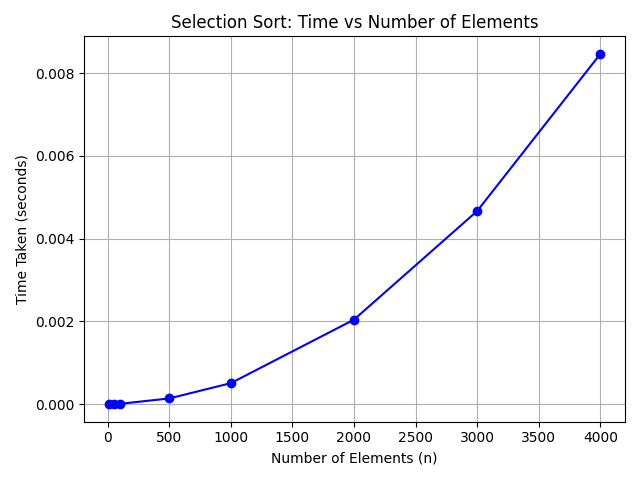 Selection Sort: Time vs Number of Elements
0.008
0.006
0.004
0.002
0.000
Time Taken (seconds)
0 500 1000 1500 2000 2500 3000 3500 4000
Number of Elements (n)